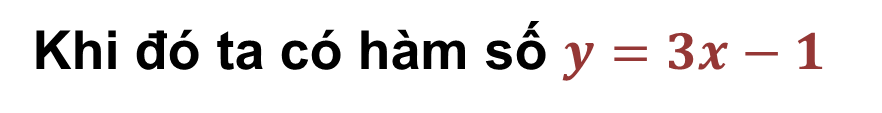 Khi đó ta có hàm số y = 3x − 1